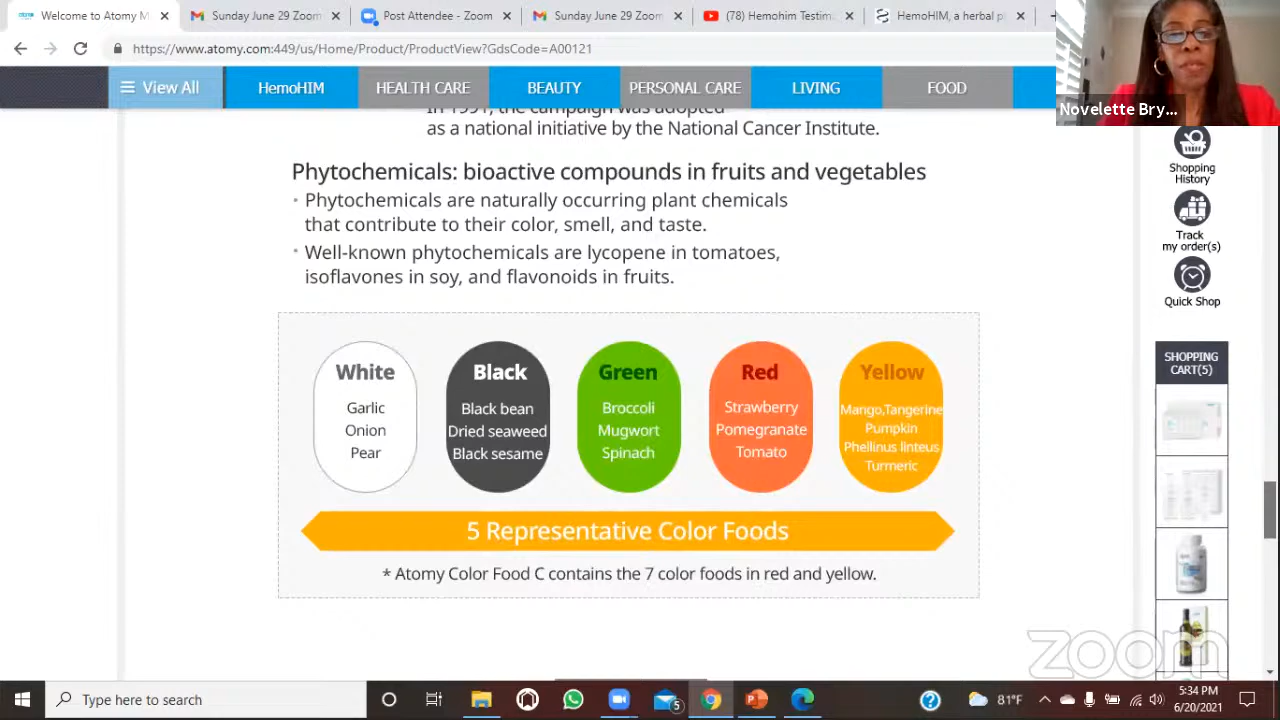 Welcome to Atomy M
Sunday June 29 Zoom
Post Attendee - Zoom
Sunday June 29 Zoom
(78) Hemohim Testim
HemoHIM, a herbal p
https://www.atomy.com:449/us/Home/Product/ProductView?GdsCode=A00121
View All
HemoHIM
HEALTH CARE
BEAUTY
PERSONAL CARE
LIVING
FOOD
Novelette Bry...
In 1991, the campaign was adopted
as a national initiative by the National Cancer Institute.
Phytochemicals: bioactive compounds in fruits and vegetables
· Phytochemicals are naturally occurring plant chemicals
that contribute to their color, smell, and taste.
· Well-known phytochemicals are lycopene in tomatoes,
isoflavones in soy, and flavonoids in fruits.
White
Garlic
Onion
Pear
Black
Black bean
Dried seaweed
Black sesame
Green
Broccoli
Mugwort
Spinach
Red
Strawberry
Pomegranate
Tomato
Yellow
Mango,Tangerine
Pumpkin
Phellinus linteus
Turmeric
5 Representative Color Foods
* Atomy Color Food C contains the 7 color foods in red and yellow.
Shopping
History
Track
my order(s)
Quick Shop
SHOPPING
CART(5)
zoom
Type here to search
5
81°F
5:34 PM
6/20/2021